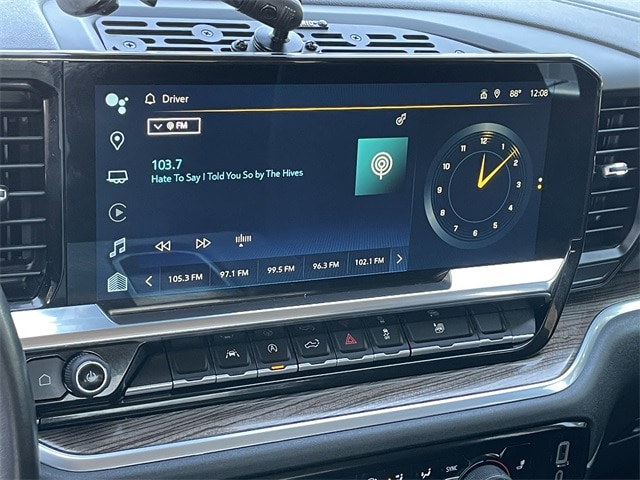 Driver 88° 12:08
FM
103.7
Hate To Say I Told You So by The Hives
105.3 FM 97.1 FM 99.5 FM 96.3 FM 102.1 FM
12
1
2
3
4
5
6
7
8
9
10
11
SYNC